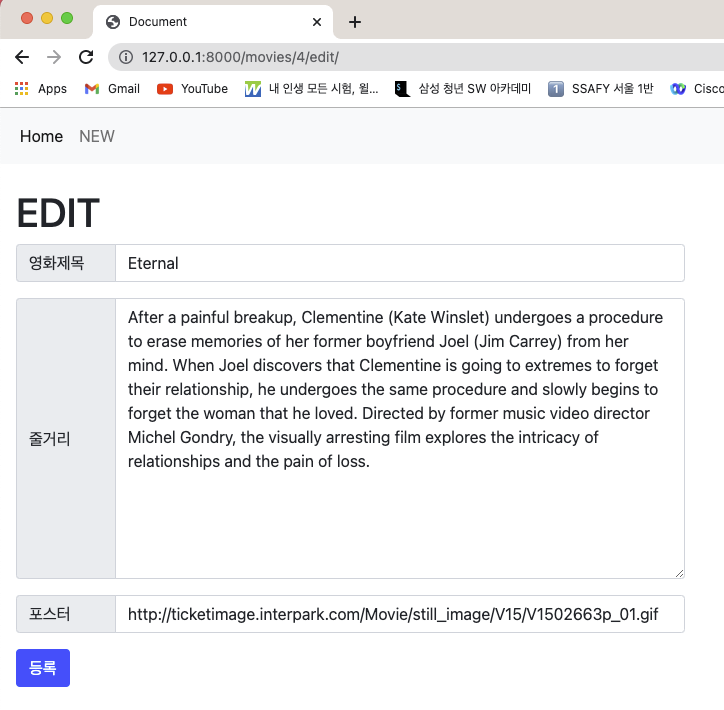 Document
127.0.0.1:8000/movies/4/edit/
Apps Gmail YouTube 내 인생 모든 시험, 윌... 삼성 청년 SW 아카데미 1 SSAFY 서울 1반 Cisco
Home NEW
EDIT
영화제목 Eternal
After a painful breakup, Clementine (Kate Winslet) undergoes a procedure
to erase memories of her former boyfriend Joel (Jim Carrey) from her
mind. When Joel discovers that Clementine is going to extremes to forget
their relationship, he undergoes the same procedure and slowly begins to
forget the woman that he loved. Directed by former music video director
Michel Gondry, the visually arresting film explores the intricacy of
relationships and the pain of loss.
줄거리
포스터 http://ticketimage.interpark.com/Movie/still_image/V15/V1502663p_01.gif
등록